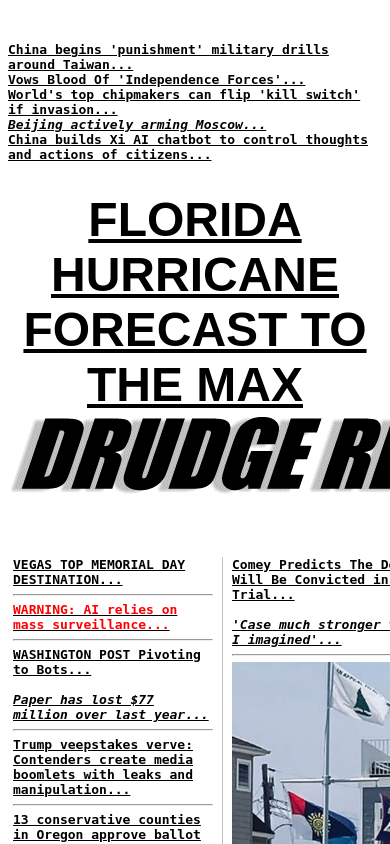 China begins 'punishment' military drills
around Taiwan...
Vows Blood Of 'Independence Forces'...
World's top chipmakers can flip 'kill switch'
if invasion...
Beijing actively arming Moscow...
China builds Xi AI chatbot to control thoughts
and actions of citizens...
FLORIDA
HURRICANE
FORECAST TO
THE MAX
DRUDGE
VEGAS TOP MEMORIAL DAY
DESTINATION...
WARNING: AI relies on
mass surveillance...
WASHINGTON POST Pivoting
to Bots...
Paper has lost $77
million over last year...
Trump veepstakes verve:
Contenders create media
boomlets with leaks and
manipulation...
13 conservative counties
in Oregon approve ballot
Comey Predicts The
Will Be Convicted in
Trial...
'Case much stronger
I imagined'...